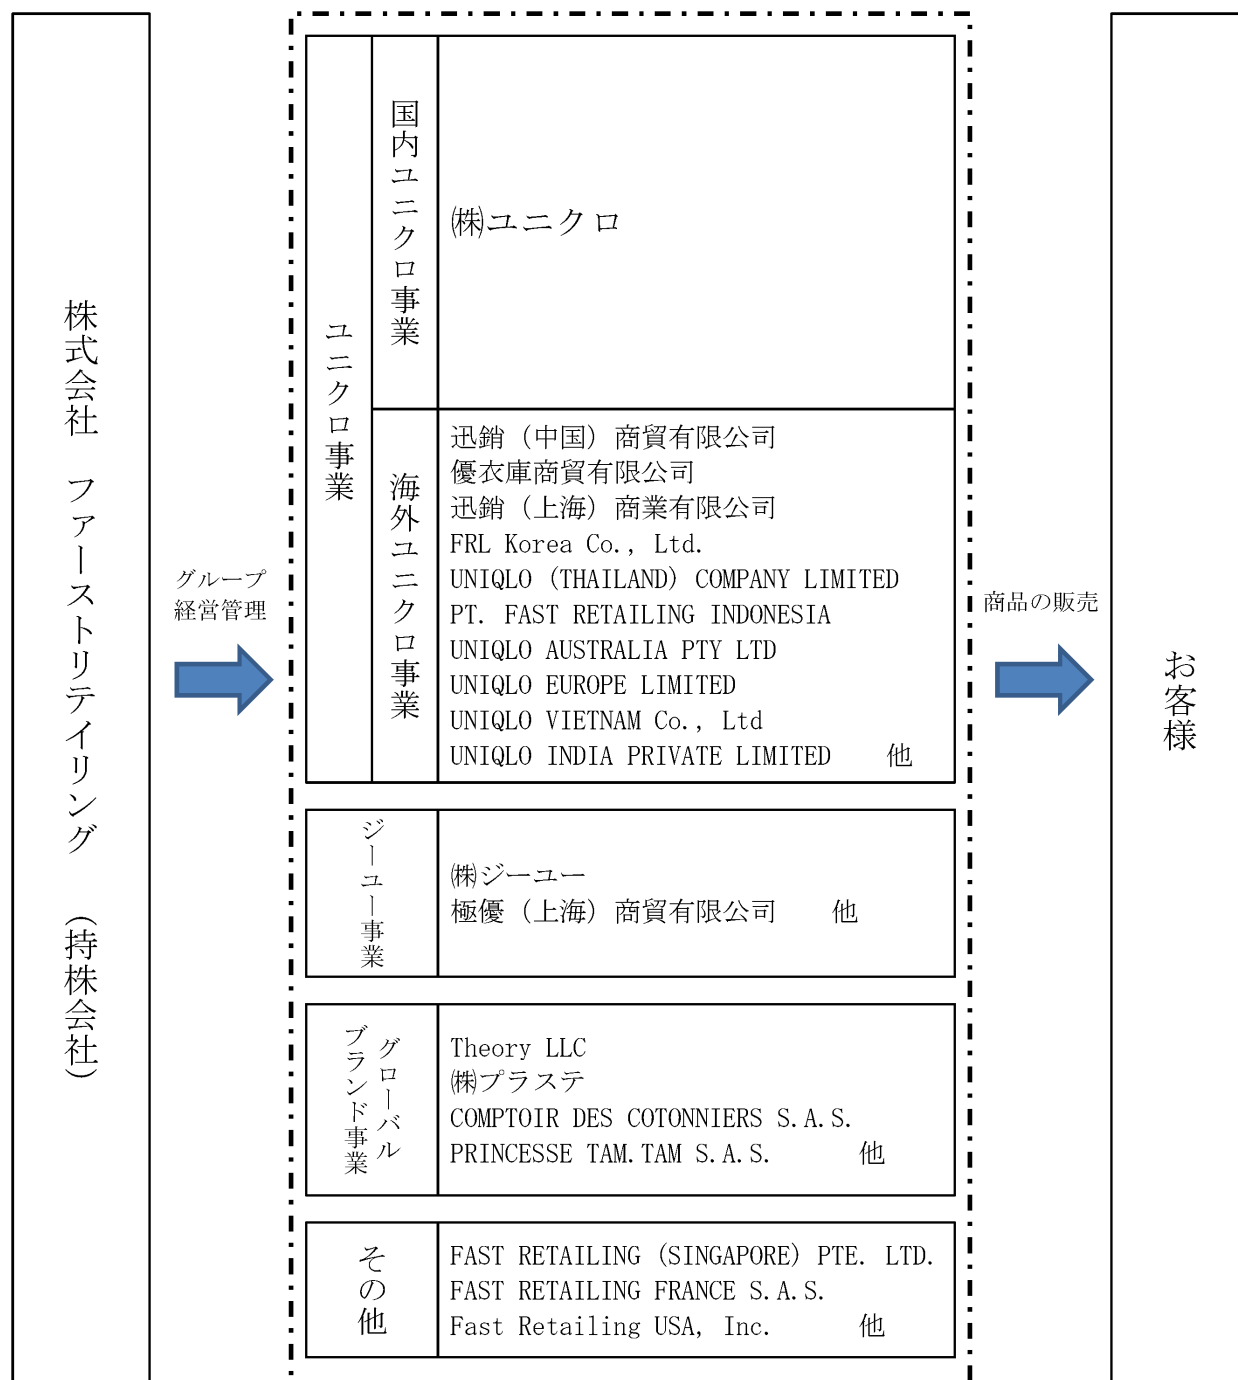 株式会社　ファーストリテイリング　（持株会社）
グループ
経営管理
ユニクロ事業
国内ユニクロ事業
㈱ユニクロ
海外ユニクロ事業
迅銷（中国）商貿有限公司
優衣庫商貿有限公司
迅銷（上海）商業有限公司
FRL Korea Co., Ltd.
UNIQLO (THAILAND) COMPANY LIMITED
PT. FAST RETAILING INDONESIA
UNIQLO AUSTRALIA PTY LTD
UNIQLO EUROPE LIMITED
UNIQLO VIETNAM Co., Ltd
UNIQLO INDIA PRIVATE LIMITED　他
ジーユー事業
㈱ジーユー
極優（上海）商貿有限公司　他
グローバル
ブランド事業
Theory LLC
㈱プラステ
COMPTOIR DES COTONNIERS S.A.S.
PRINCESSE TAM.TAM S.A.S.　他
その他
FAST RETAILING (SINGAPORE) PTE. LTD.
FAST RETAILING FRANCE S.A.S.
Fast Retailing USA, Inc.　他
商品の販売
お客様